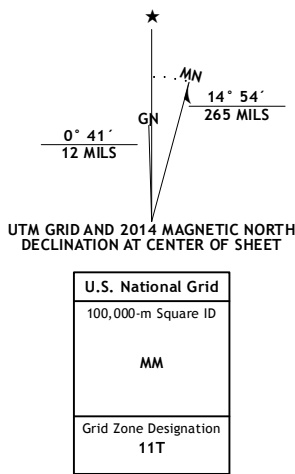 ★
MN
GN
0° 41´
12 MILS
14° 54´
265 MILS
UTM GRID AND 2014 MAGNETIC NORTH
DECLINATION AT CENTER OF SHEET
U.S. National Grid
100,000-m Square ID
MM
Grid Zone Designation
11T